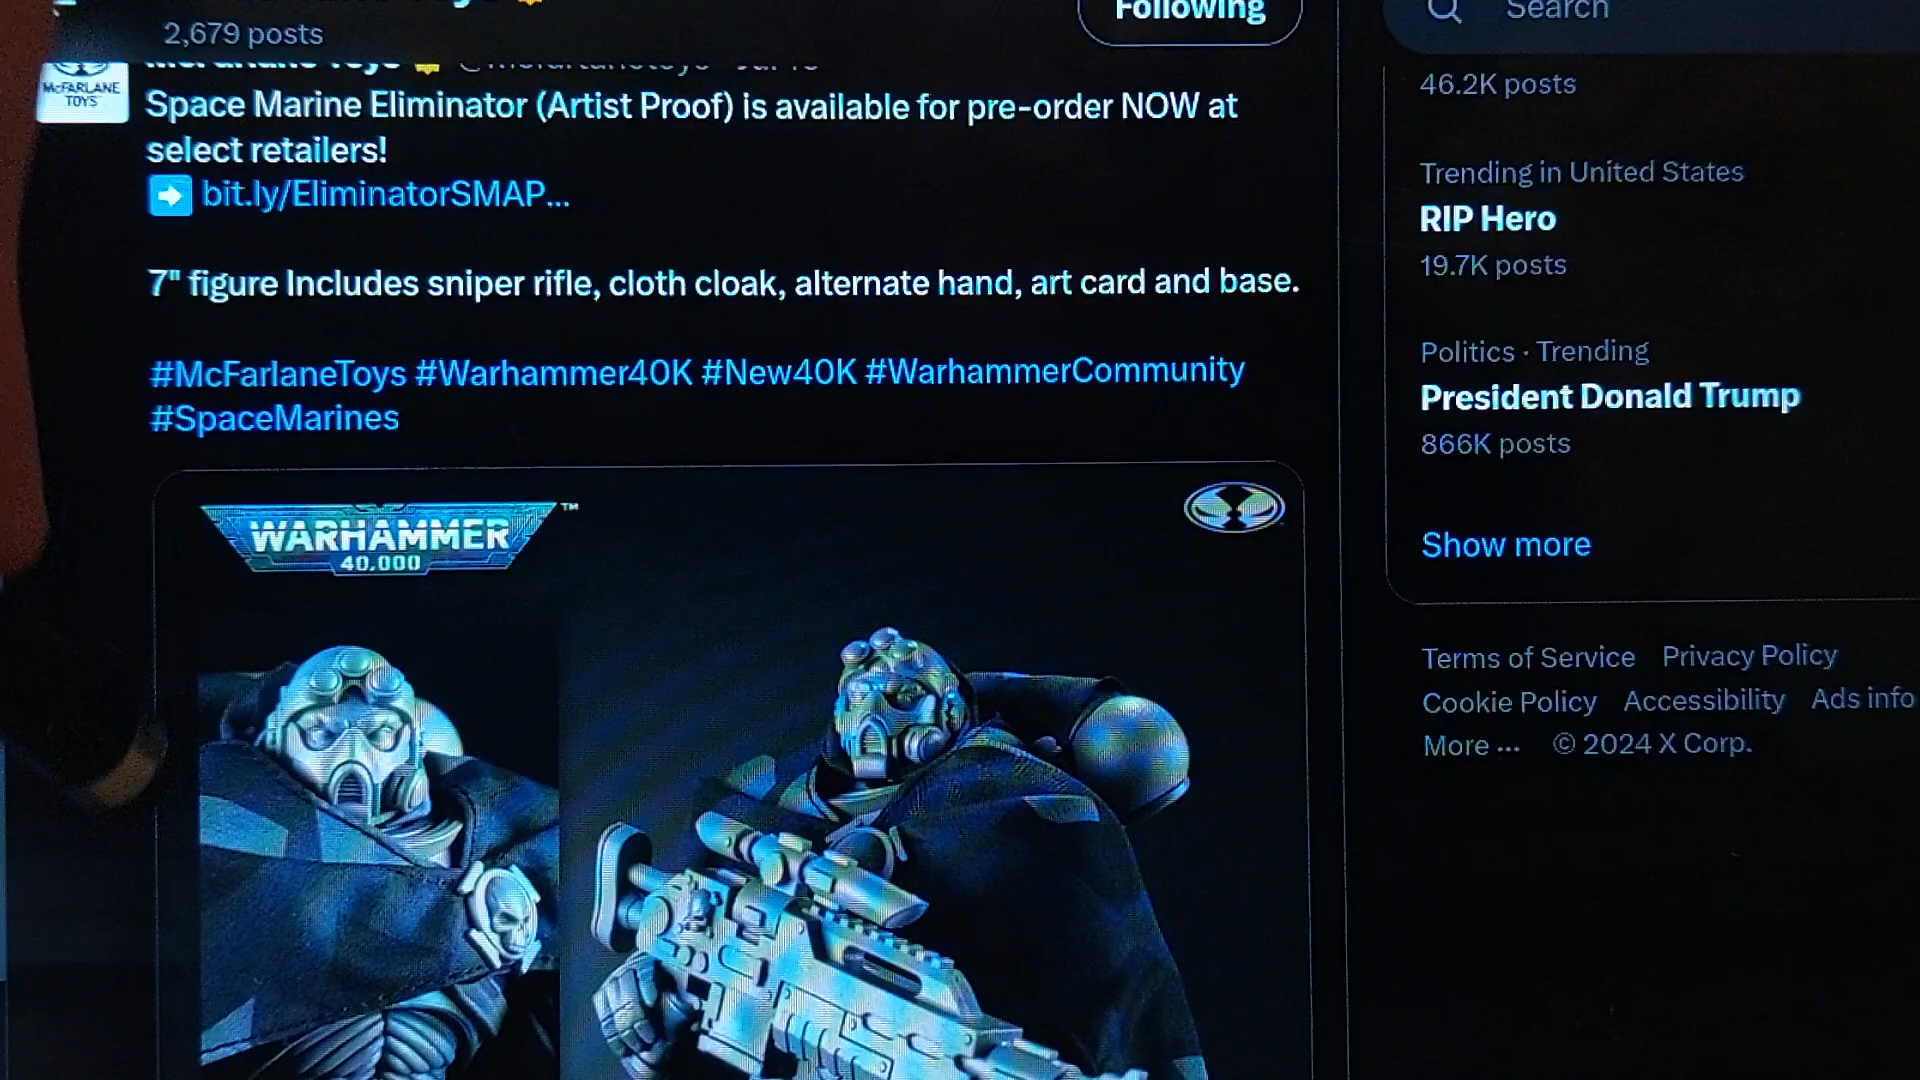 2,679 posts
Following
Search
McFARLANE
TOYS
Space Marine Eliminator (Artist Proof) is available for pre-order NOW at
select retailers!
bit.ly/EliminatorSMAP...
7" figure Includes sniper rifle, cloth cloak, alternate hand, art card and base.
#McFarlaneToys #Warhammer40K #New40K #WarhammerCommunity
#SpaceMarines
WARHAMMER
40,000
TM
46.2K posts
Trending in United States
RIP Hero
19.7K posts
Politics · Trending
President Donald Trump
866K posts
Show more
Terms of Service Privacy Policy
Cookie Policy Accessibility Ads info
More ... © 2024 X Corp.